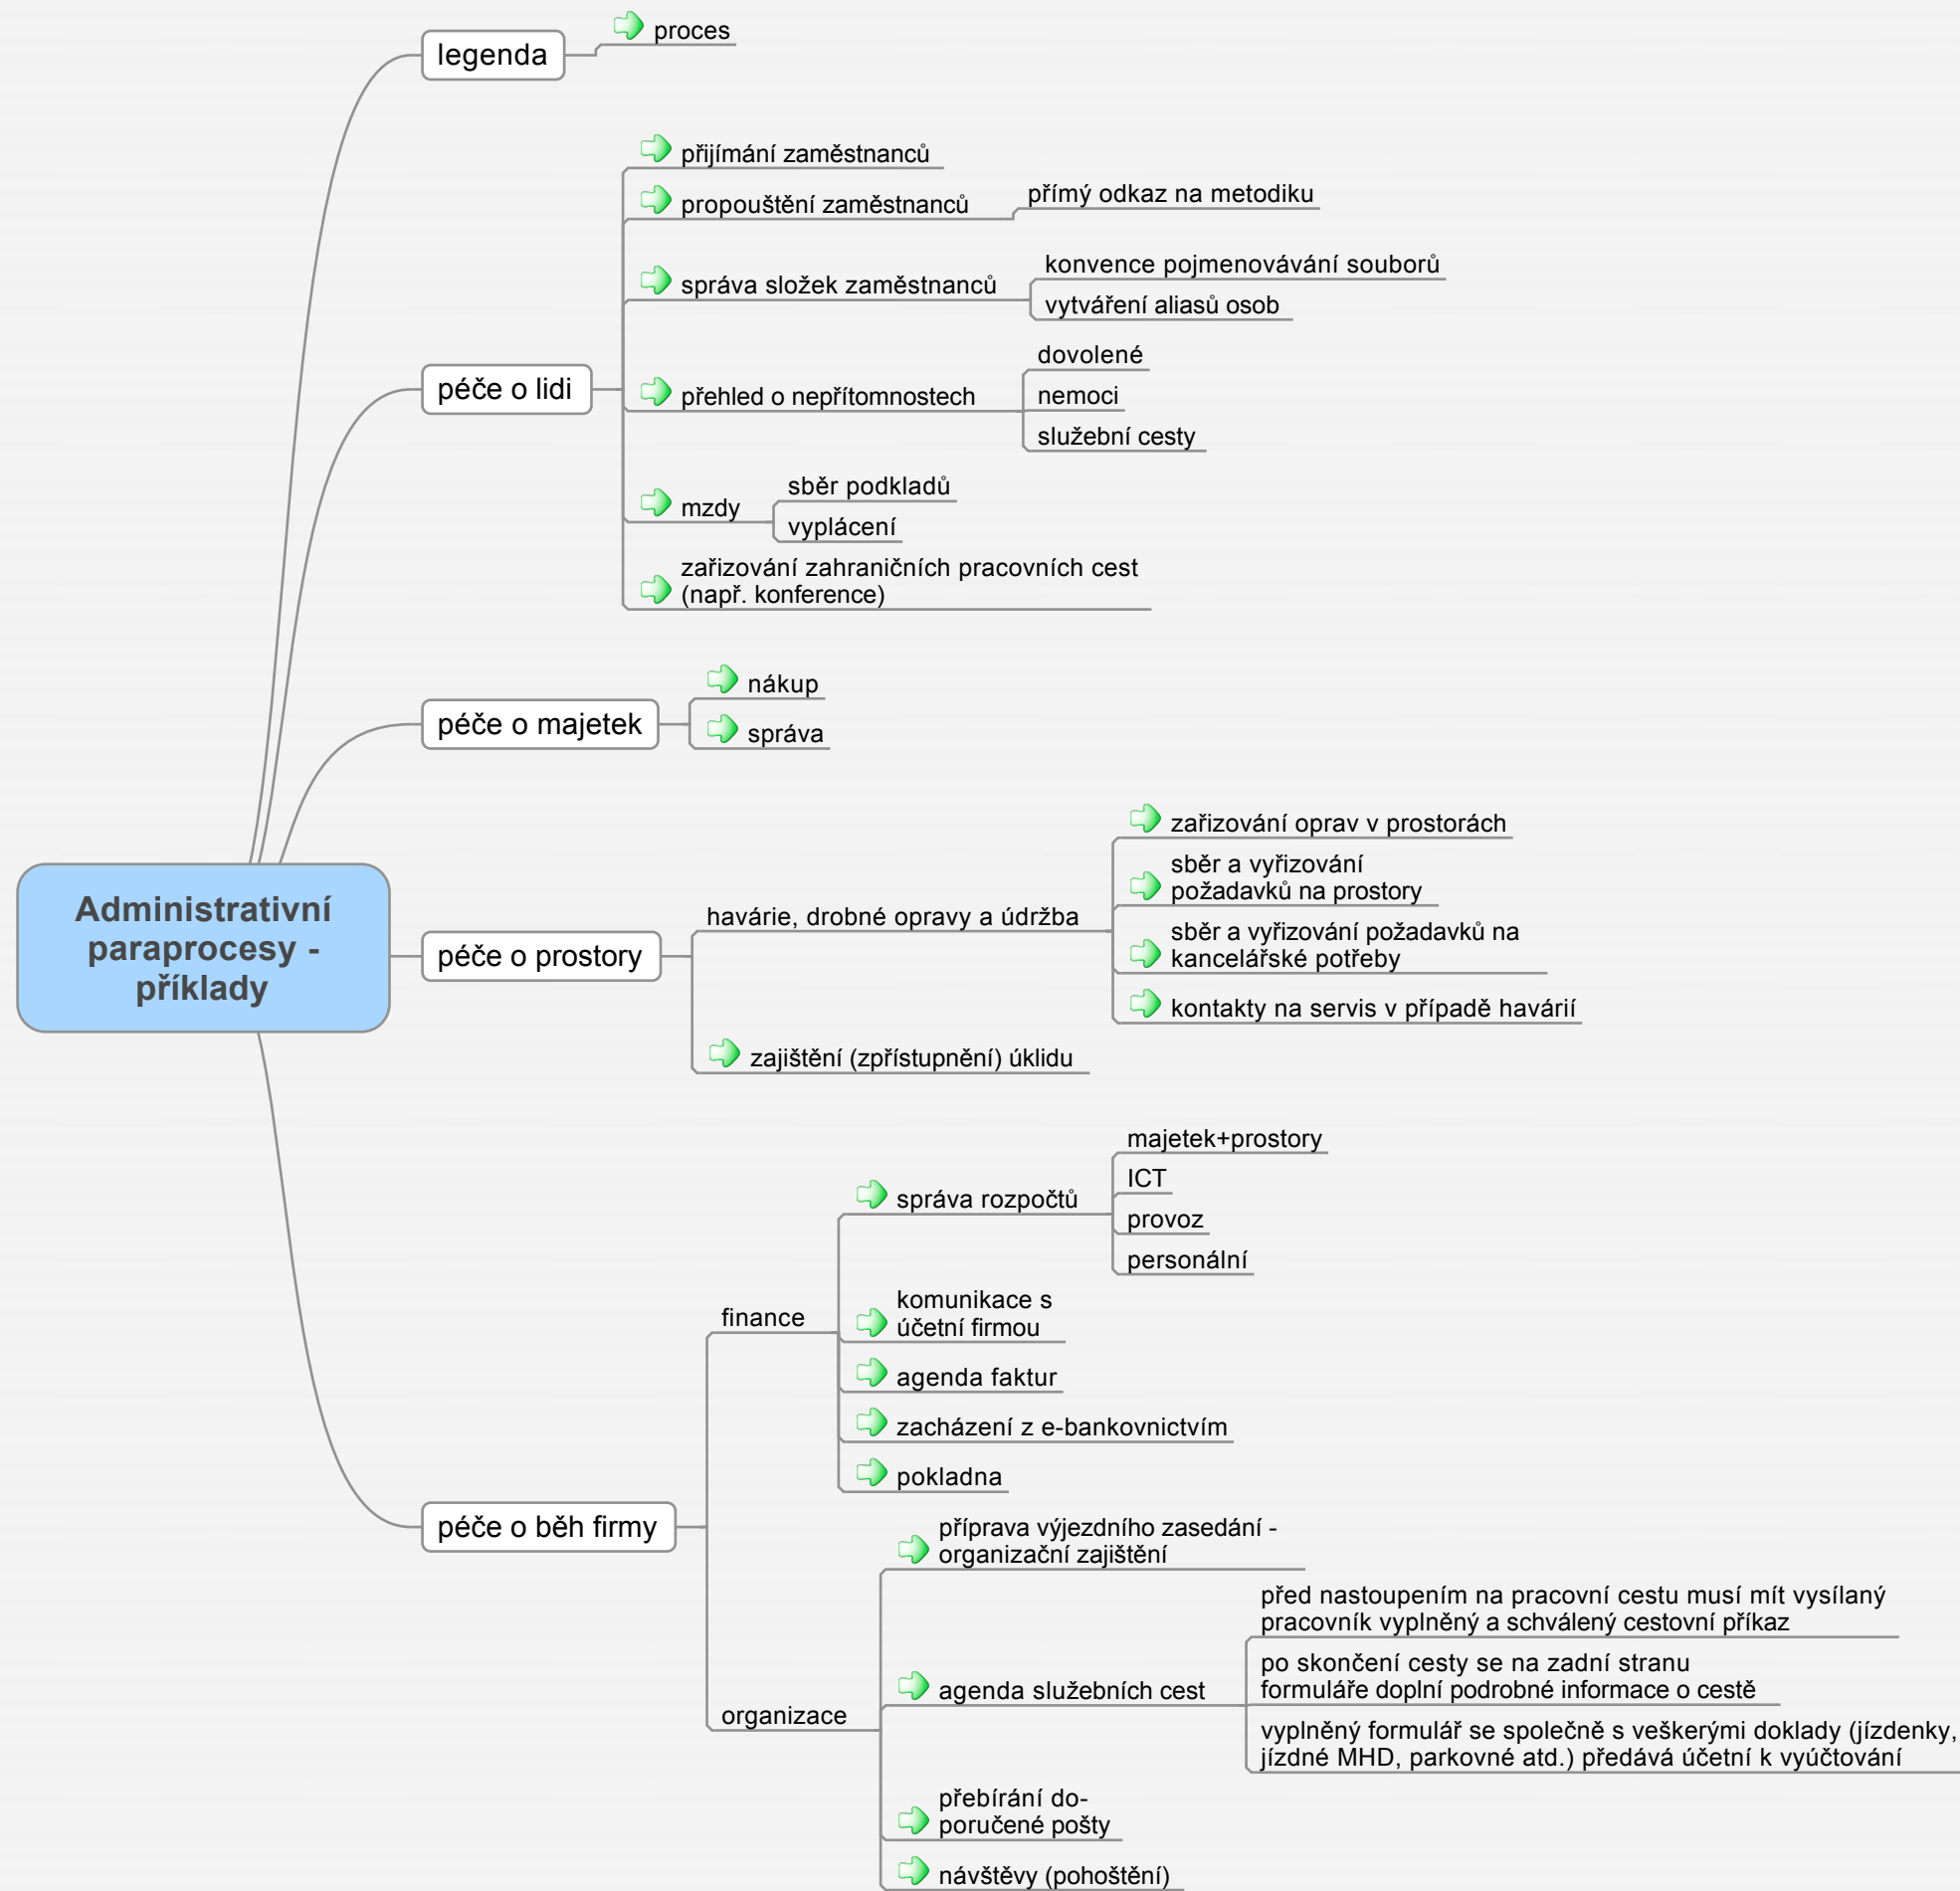 legenda
proces
péče o lidi
přijímání zaměstnanců
propouštění zaměstnanců
přímý odkaz na metodiku
správa složek zaměstnanců
konvence pojmenovávání souborů
vytváření aliasů osob
přehled o nepřítomnostech
dovolené
nemoci
služební cesty
mzdy
sběr podkladů
vyplácení
zařizování zahraničních pracovních cest
(např. konference)
péče o majetek
nákup
správa
Administrativní
paraprocesy -
příklady
péče o prostory
havárie, drobné opravy a údržba
zařizování oprav v prostorách
sběr a vyřizování
požadavků na prostory
sběr a vyřizování požadavků na
kancelářské potřeby
kontakty na servis v případě havárií
zajištění (zpřístupnění) úklidu
péče o běh firmy
finance
správa rozpočtů
majetek+prostory
ICT
provoz
personální
komunikace s
účetní firmou
agenda faktur
zacházení z e-bankovnictvím
pokladna
organizace
příprava výjezdního zasedání -
organizační zajištění
agenda služebních cest
před nastoupením na pracovní cestu musí mít vysílaný
pracovník vyplněný a schválený cestovní příkaz
po skončení cesty se na zadní stranu
formuláře doplní podrobné informace o cestě
vyplněný formulář se společně s veškerými doklady (jízdenky,
jízdné MHD, parkovné atd.) předává účetní k vyúčtování
přebírání do-
poručené pošty
návštěvy (pohoštění)